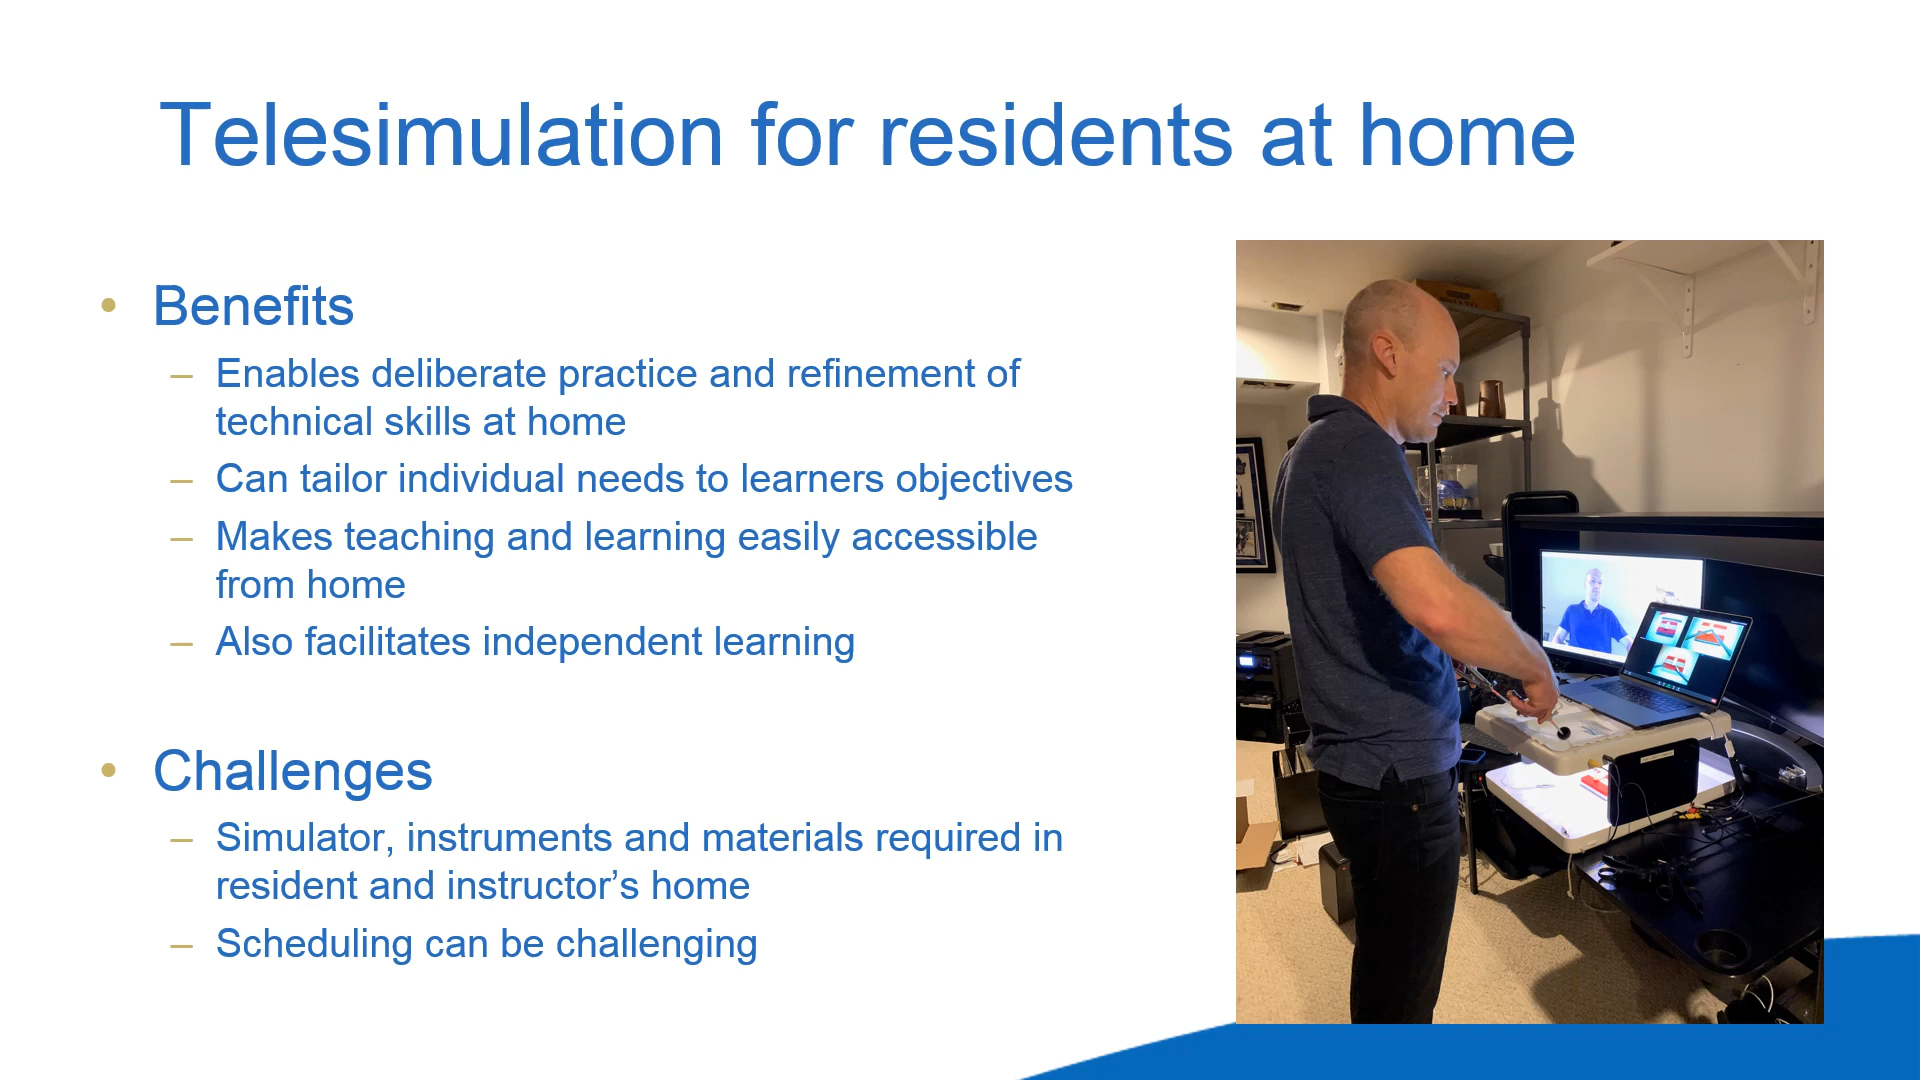 Telesimulation for residents at home
• Benefits
– Enables deliberate practice and refinement of
technical skills at home
– Can tailor individual needs to learners objectives
– Makes teaching and learning easily accessible
from home
– Also facilitates independent learning
• Challenges
– Simulator, instruments and materials required in
resident and instructor’s home
– Scheduling can be challenging